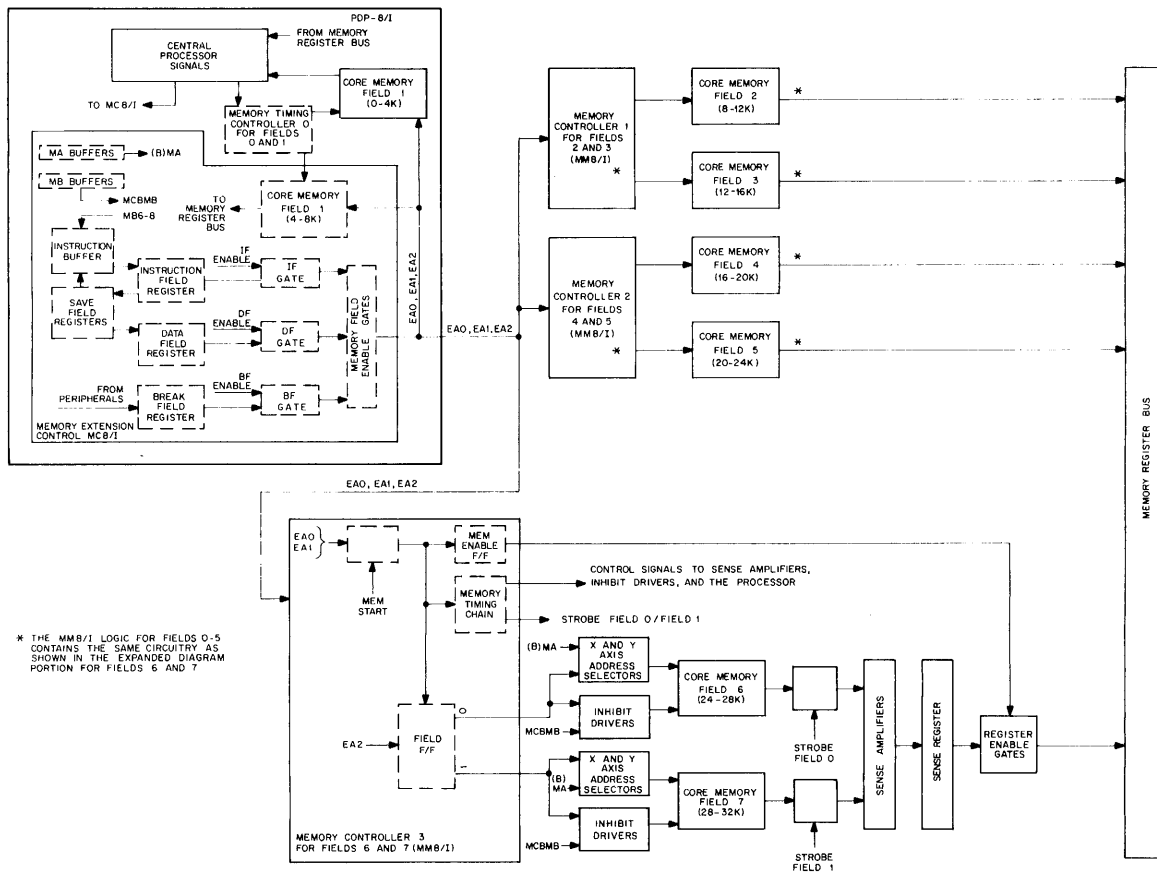 PDP-8/I
FROM MEMORY
REGISTER BUS
CENTRAL
PROCESSOR
SIGNALS
TO MC8/I
CORE MEMORY
FIELD 1
(0-4K)
MEMORY TIMING
CONTROLLER 0
FOR FIELDS
0 AND 1
MA BUFFERS
(B)MA
MB BUFFERS
MCBMB
MB6-8
TO
MEMORY
REGISTER
BUS
CORE MEMORY
FIELD 1
(4-8K)
INSTRUCTION
BUFFER
INSTRUCTION
FIELD
REGISTER
IF
ENABLE
IF
GATE
SAVE
FIELD
REGISTERS
DATA
FIELD
REGISTER
DF
ENABLE
DF
GATE
FROM
PERIPHERALS
BREAK
FIELD
REGISTER
BF
ENABLE
BF
GATE
MEMORY FIELD
ENABLE GATES
EA0, EA1, EA2
MEMORY EXTENSION
CONTROL MC8/I
EA0, EA1, EA2
MEMORY
CONTROLLER 1
FOR FIELDS
2 AND 3
(MM8/I)
*
CORE MEMORY
FIELD 2
(8-12K)
*
CORE MEMORY
FIELD 3
(12-16K)
*
MEMORY
CONTROLLER 2
FOR FIELDS
4 AND 5
(MM8/I)
*
CORE MEMORY
FIELD 4
(16-20K)
*
CORE MEMORY
FIELD 5
(20-24K)
*
MEMORY REGISTER BUS
EA0, EA1, EA2
EA0
EA1
MEM
START
MEM
ENABLE
F/F
MEMORY
TIMING
CHAIN
CONTROL SIGNALS TO SENSE AMPLIFIERS,
INHIBIT DRIVERS, AND THE PROCESSOR
STROBE FIELD 0/FIELD 1
* THE MM8/I LOGIC FOR FIELDS 0-5
CONTAINS THE SAME CIRCUITRY AS
SHOWN IN THE EXPANDED DIAGRAM
PORTION FOR FIELDS 6 AND 7
EA2
FIELD
F/F
0
1
(B)MA
X AND Y
AXIS
ADDRESS
SELECTORS
MCBMB
INHIBIT
DRIVERS
CORE MEMORY
FIELD 6
(24-28K)
STROBE
FIELD 0
(B)
MA
X AND Y
AXIS
ADDRESS
SELECTORS
MCBMB
INHIBIT
DRIVERS
CORE MEMORY
FIELD 7
(28-32K)
STROBE
FIELD 1
SENSE AMPLIFIERS
SENSE REGISTER
REGISTER
ENABLE
GATES
MEMORY CONTROLLER 3
FOR FIELDS 6 AND 7 (MM8/I)